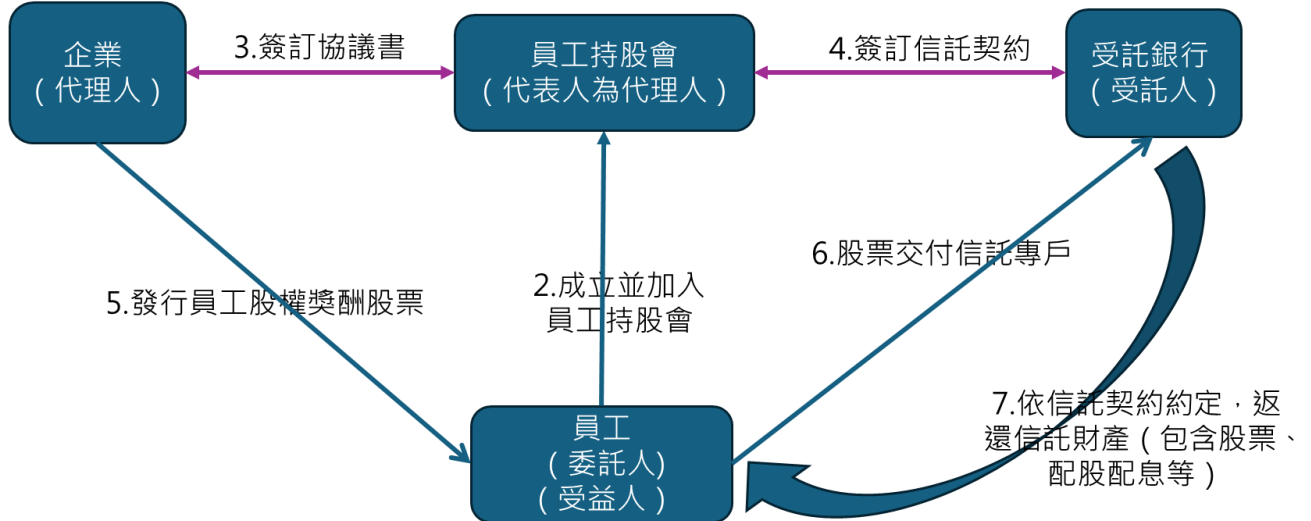 企業
（代理人）
3.簽訂協議書
員工持股會
（代表人為代理人）
4.簽訂信託契約
受託銀行
（受託人）
5.發行員工股權獎酬股票
2.成立並加入
員工持股會
6.股票交付信託專戶
員工
（委託人）
（受益人）
7.依信託契約約定，返
還信託財產（包含股票、
配股配息等）